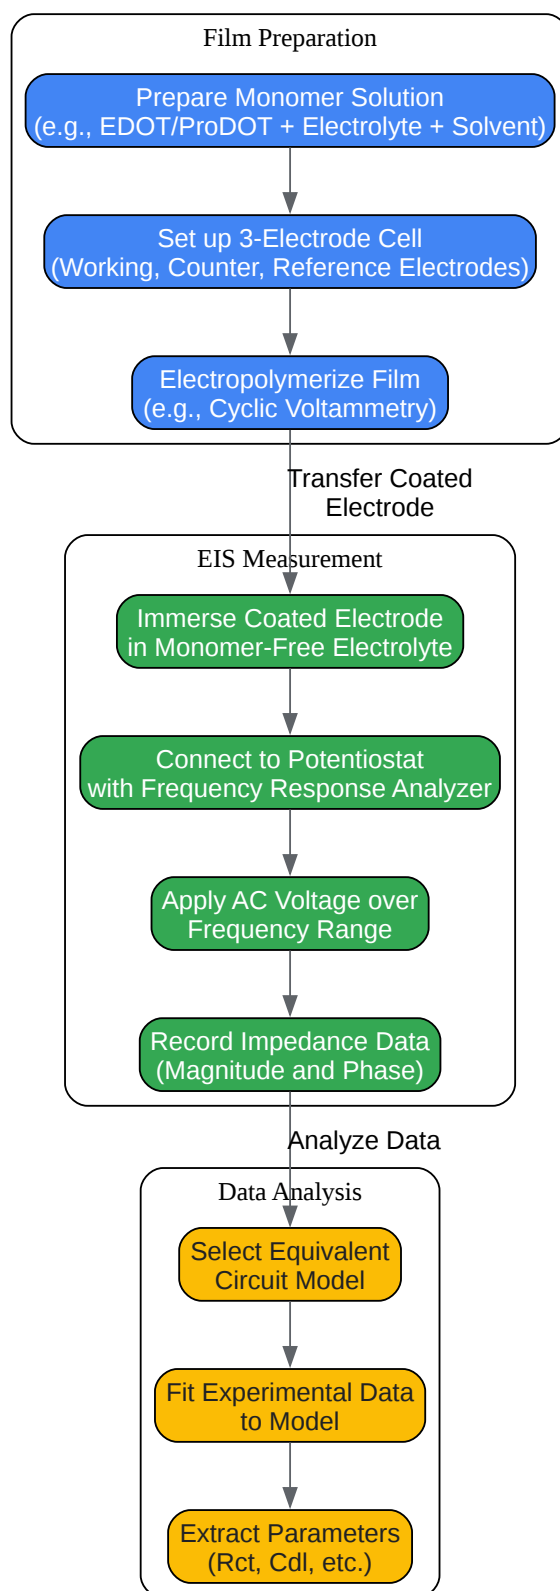 Film Preparation
Prepare Monomer Solution
(e.g., EDOT/ProDOT + Electrolyte + Solvent)
Set up 3-Electrode Cell
(Working, Counter, Reference Electrodes)
Electropolymerize Film
(e.g., Cyclic Voltammetry)
Transfer Coated
Electrode
EIS Measurement
Immerse Coated Electrode
in Monomer-Free Electrolyte
Connect to Potentiostat
with Frequency Response Analyzer
Apply AC Voltage over
Frequency Range
Record Impedance Data
(Magnitude and Phase)
Analyze Data
Data Analysis
Select Equivalent
Circuit Model
Fit Experimental Data
to Model
Extract Parameters
(Rct, Cdl, etc.)